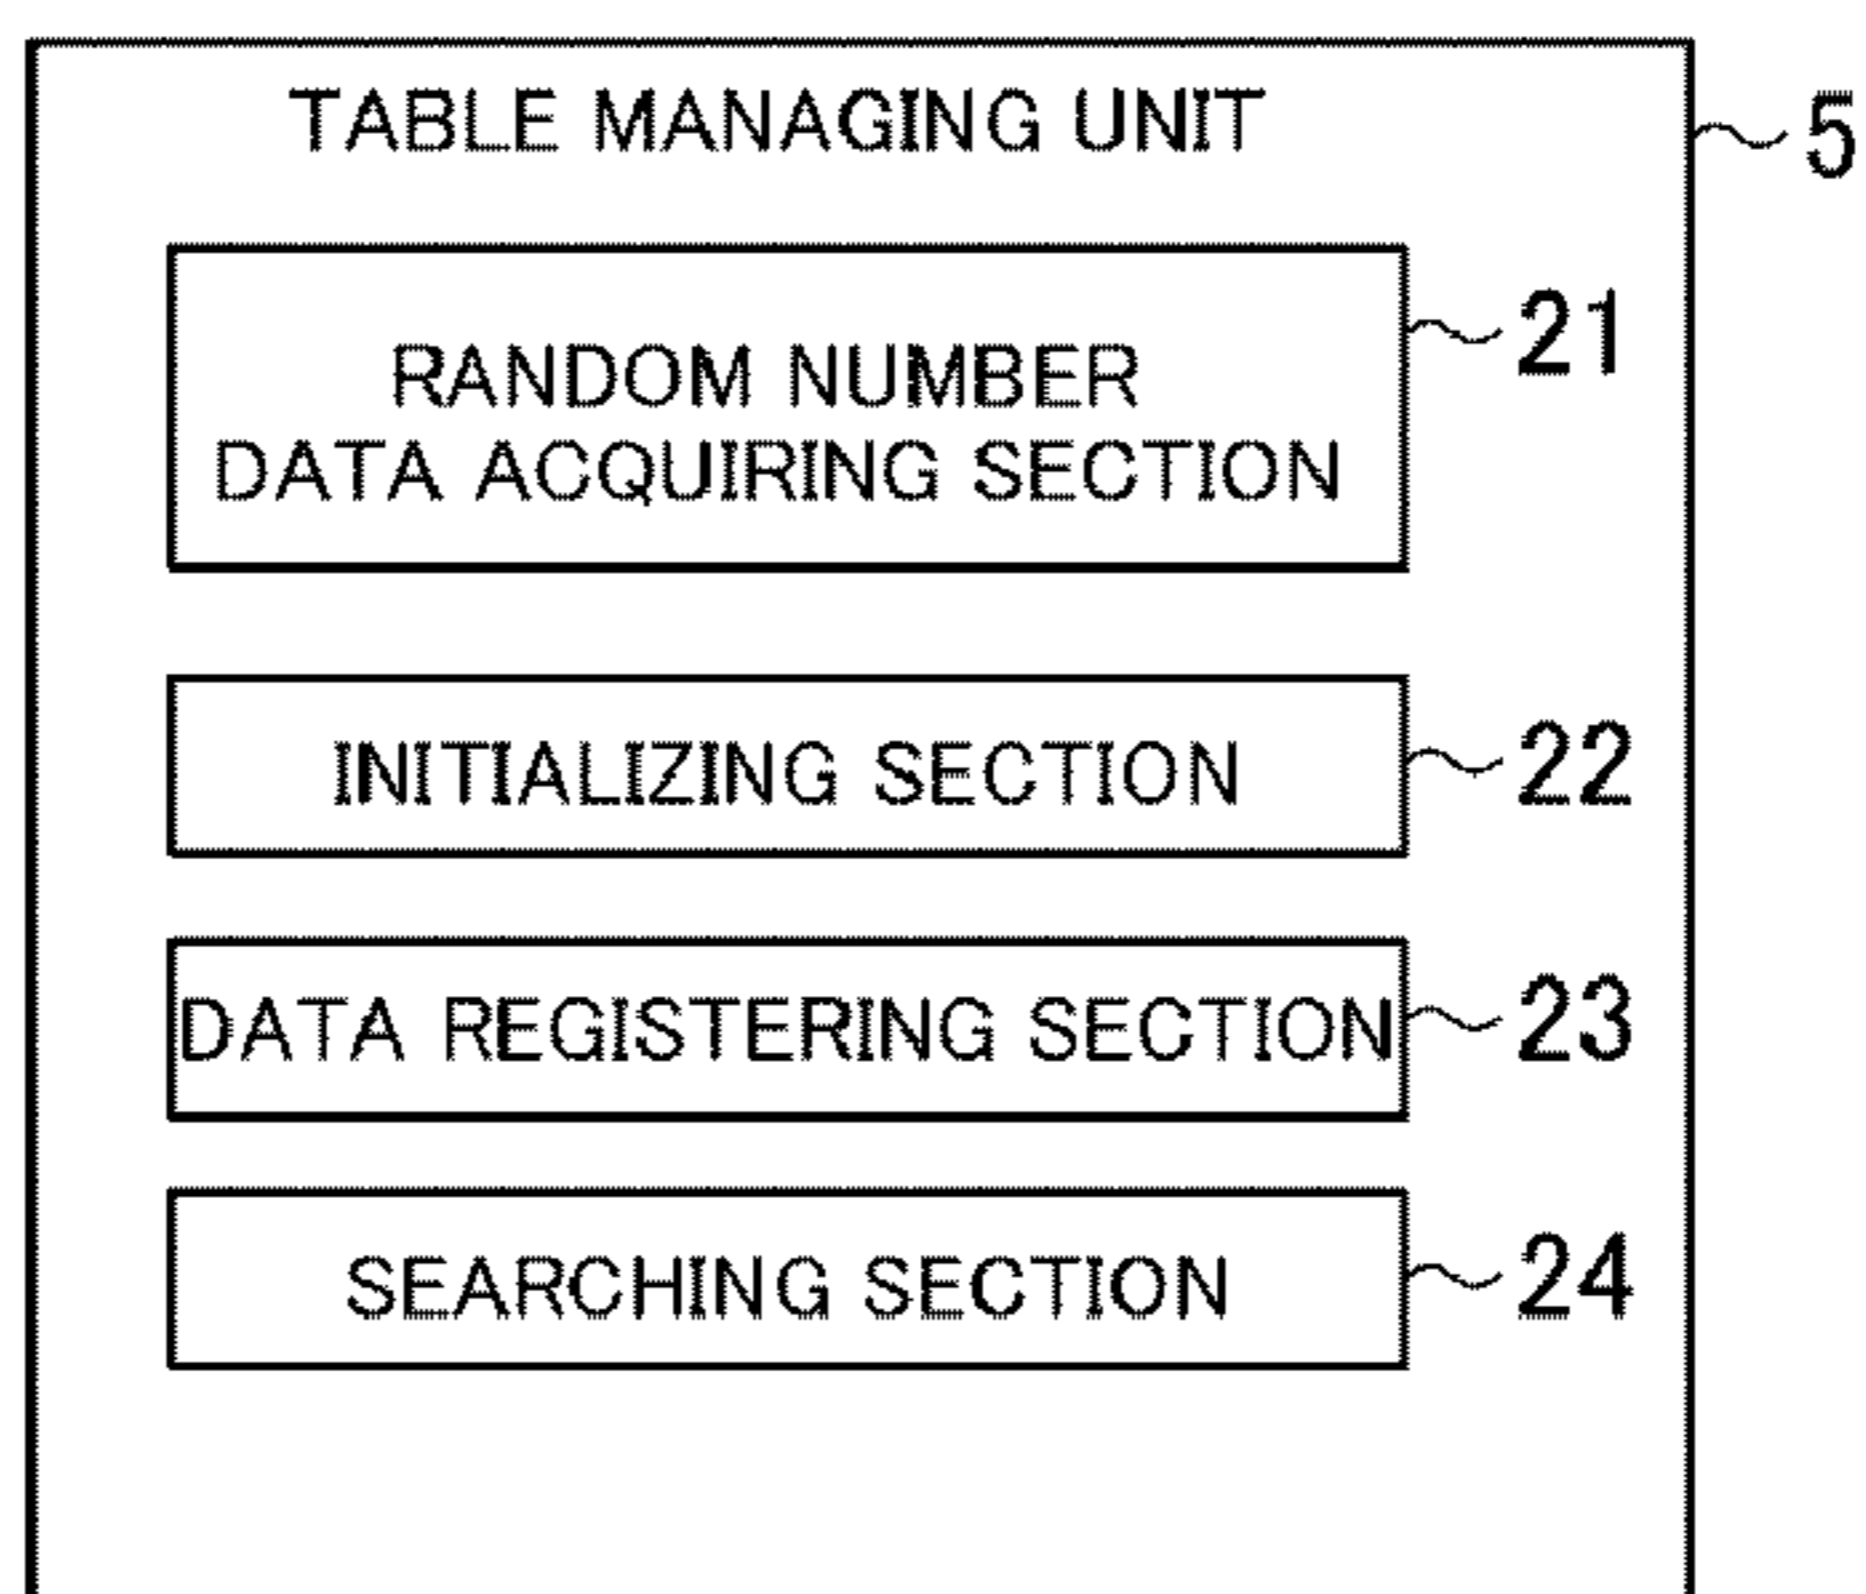 TABLE MANAGING UNIT
5
RANDOM NUMBER
DATA ACQUIRING SECTION
21
INITIALIZING SECTION
22
DATA REGISTERING SECTION
23
SEARCHING SECTION
24